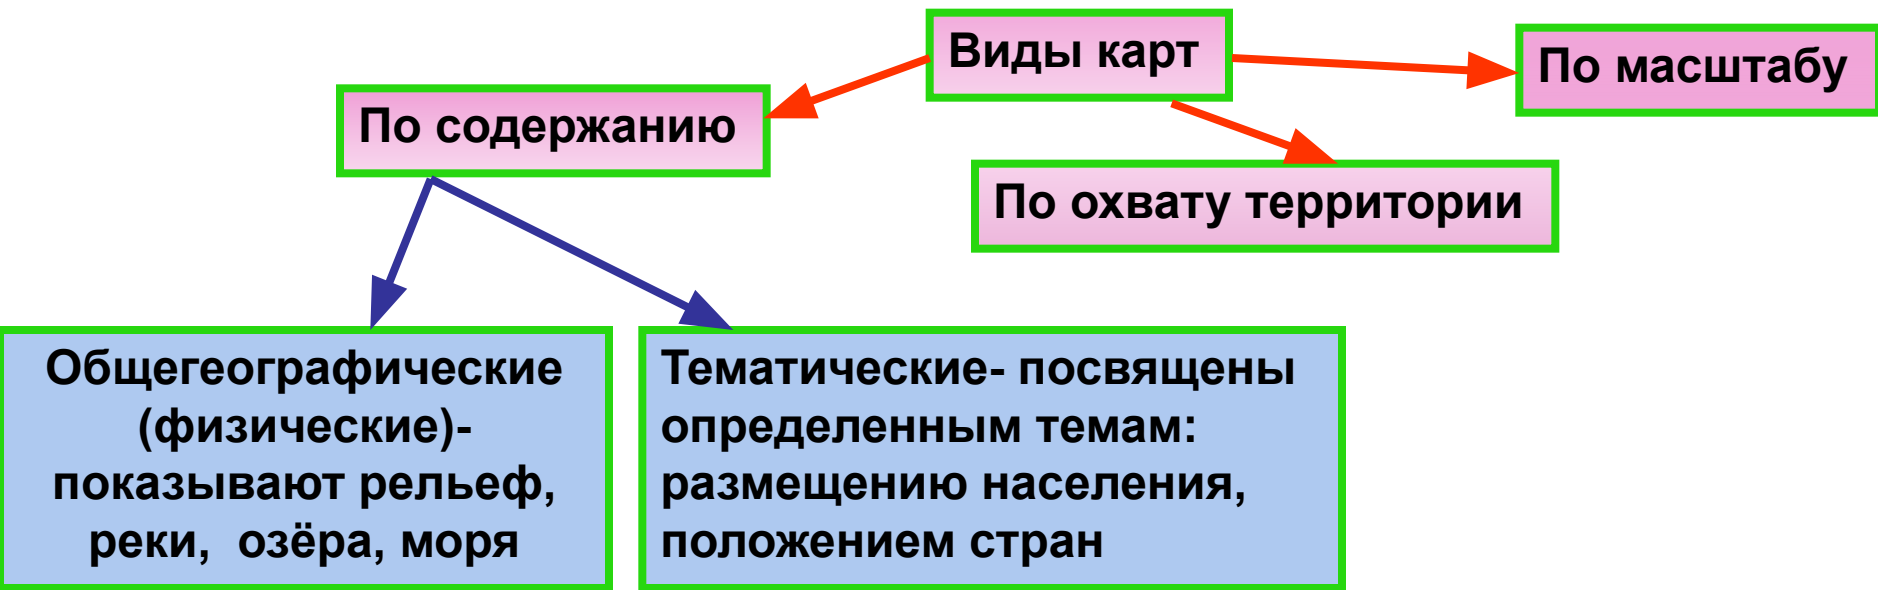 Виды карт
По масштабу
По содержанию
По охвату территории
Общегеографические
(физические)-
показывают рельеф,
реки, озёра, моря
Тематические- посвящены
определенным темам:
размещению населения,
положением стран